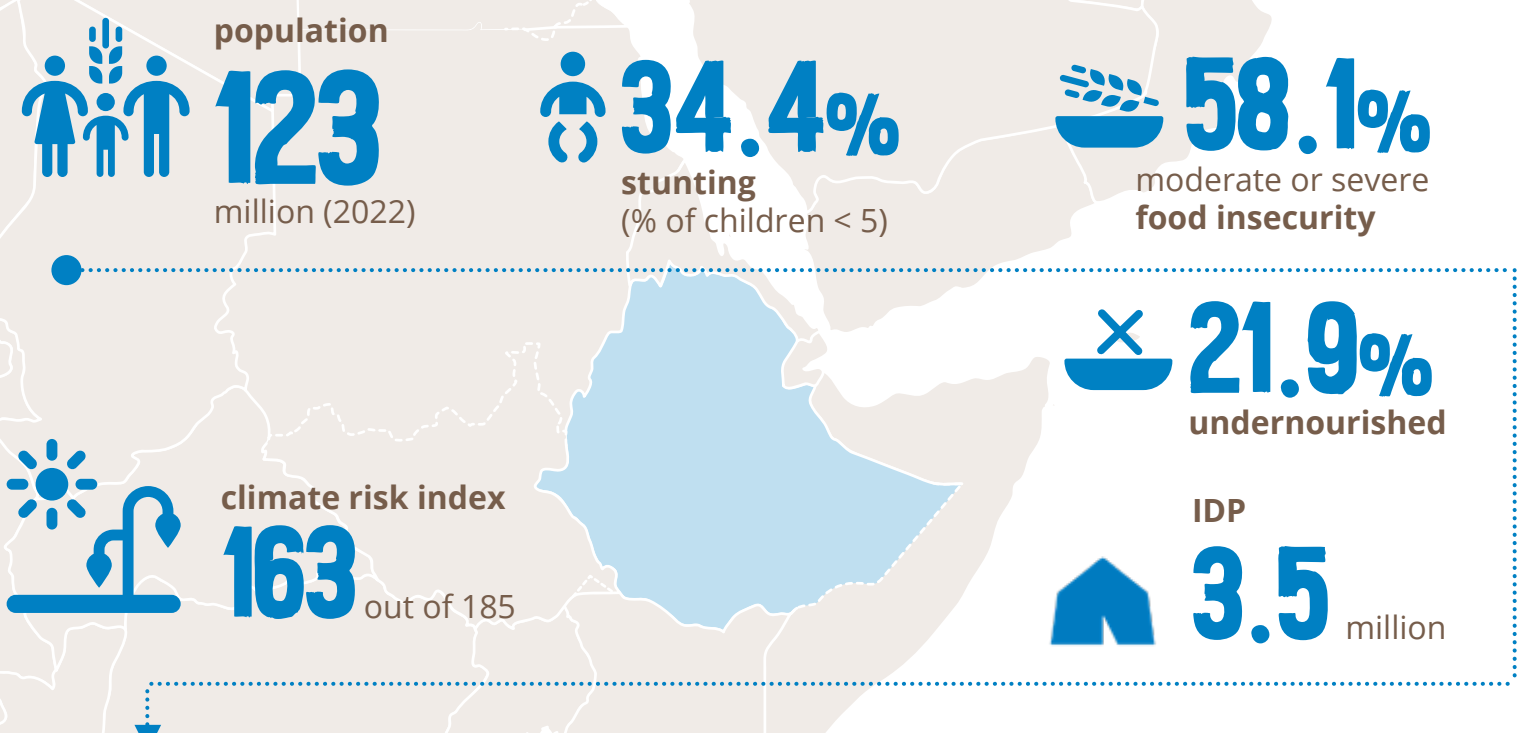 population
123
million (2022)
34.4%
stunting
(% of children < 5)
58.1%
moderate or severe
food insecurity
21.9%
undernourished
climate risk index
163 out of 185
IDP
3.5 million